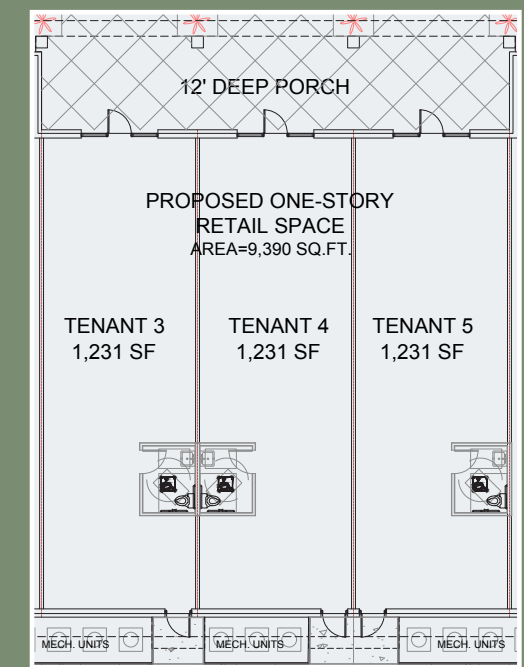 12' DEEP PORCH
PROPOSED ONE-STORY
RETAIL SPACE
AREA=9,390 SQ.FT.
TENANT 3
1,231 SF
TENANT 4
1,231 SF
TENANT 5
1,231 SF
MECH. UNITS
MECH. UNITS
MECH. UNITS